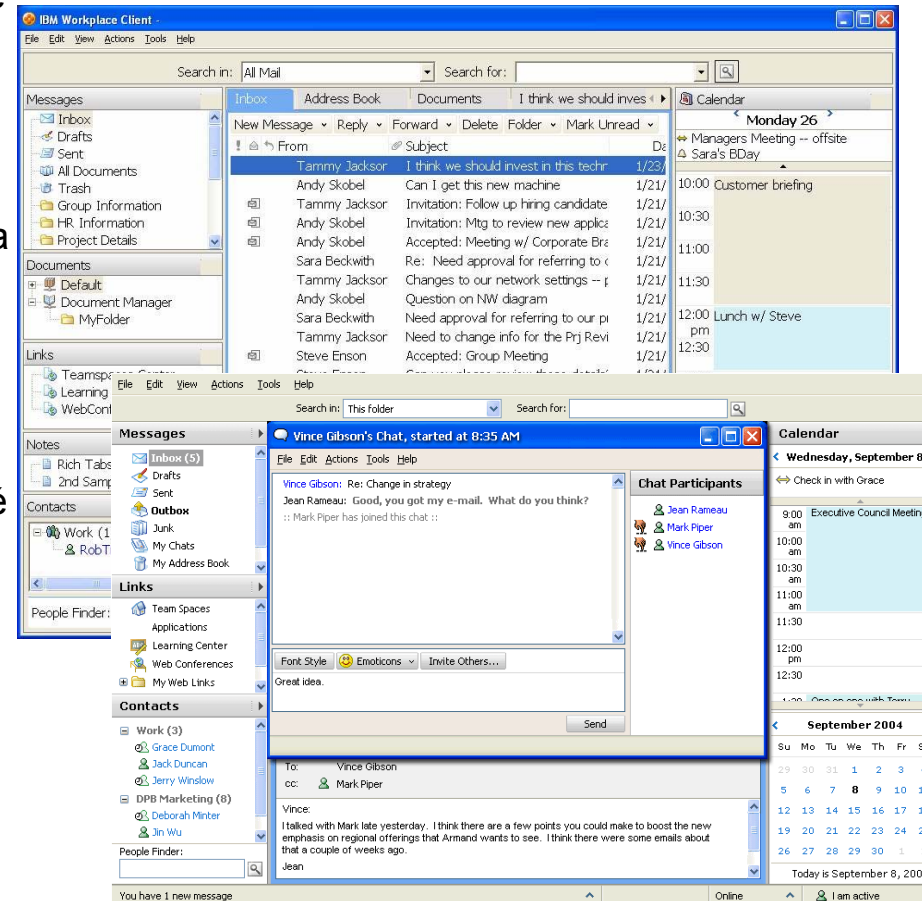 IBM Workplace Client -
File Edit View Actions Tools Help
Search in: All Mail Search for:
Messages
Inbox
Drafts
Sent
All Documents
Trash
Group Information
HR Information
Project Details
Documents
Default
Document Manager
MyFolder
Links
Learning
Notes
Rich Tabs
Contacts
Work (1
People Finder:
Inbox Address Book Documents I think we should inves
New Message Reply Forward Delete Folder Mark Unread
! From Subject Da
Tammy Jackson I think we should invest in this techr 1/23/
Andy Skobel Can I get this new machine 1/21/
Tammy Jackson Invitation: Follow up hiring candidate 1/21/
Andy Skobel Invitation: Mtg to review new applica 1/21/
Andy Skobel Accepted: Meeting w/ Corporate Bra 1/21/
Sara Beckwith Re: Need approval for referring to c 1/21/
Tammy Jackson Changes to our network settings -- p 1/21/
Andy Skobel Question on NW diagram 1/21/
Sara Beckwith Need approval for referring to our pr 1/21/
Tammy Jackson Need to change info for the Prj Revi 1/21/
Steve Enson Accepted: Group Meeting 1/21/
Calendar
Monday 26
Managers Meeting -- offsite
Sara's BDay
10:00 Customer briefing
10:30
11:00
11:30
12:00 Lunch w/ Steve
pm
12:30
a
é
File Edit View Actions Tools Help
Search in: This folder Search for:
Messages
Inbox (5)
Drafts
Sent
Outbox
Junk
My Chats
My Address Book
Links
Team Spaces
Applications
Learning Center
Web Conferences
My Web Links
Contacts
Work (3)
Grace Dumont
Jack Duncan
Jerry Winslow
DPB Marketing (8)
Deborah Minter
Jin Wu
People Finder:
You have 1 new message
Vince Gibson's Chat, started at 8:35 AM
File Edit Actions Tools Help
Vince Gibson: Re: Change in strategy
Jean Rameau: Good, you got my e-mail. What do you think?
:: Mark Piper has joined this chat ::
Chat Participants
Jean Rameau
Mark Piper
Vince Gibson
Font Style Emoticons Invite Others...
Great idea.
Send
To: Vince Gibson
cc: Mark Piper
Vince:
I talked with Mark late yesterday. I think there are a few points you could make to boost the new
emphasis on regional offerings that Armand wants to see. I think there were some emails about
that a couple of weeks ago.
Jean
Calendar
Wednesday, September 8
Check in with Grace
9:00 Executive Council Meeting
am
10:00
am
10:30
am
11:00
am
11:30
12:00
pm
12:30
September 2004
Su Mo Tu We Th Fr S
29 30 31 1 2 3
5 6 7 8 9 10 1
12 13 14 15 16 17 1
19 20 21 22 23 24 2
26 27 28 29 30 1
Today is September 8, 200
Online I am active